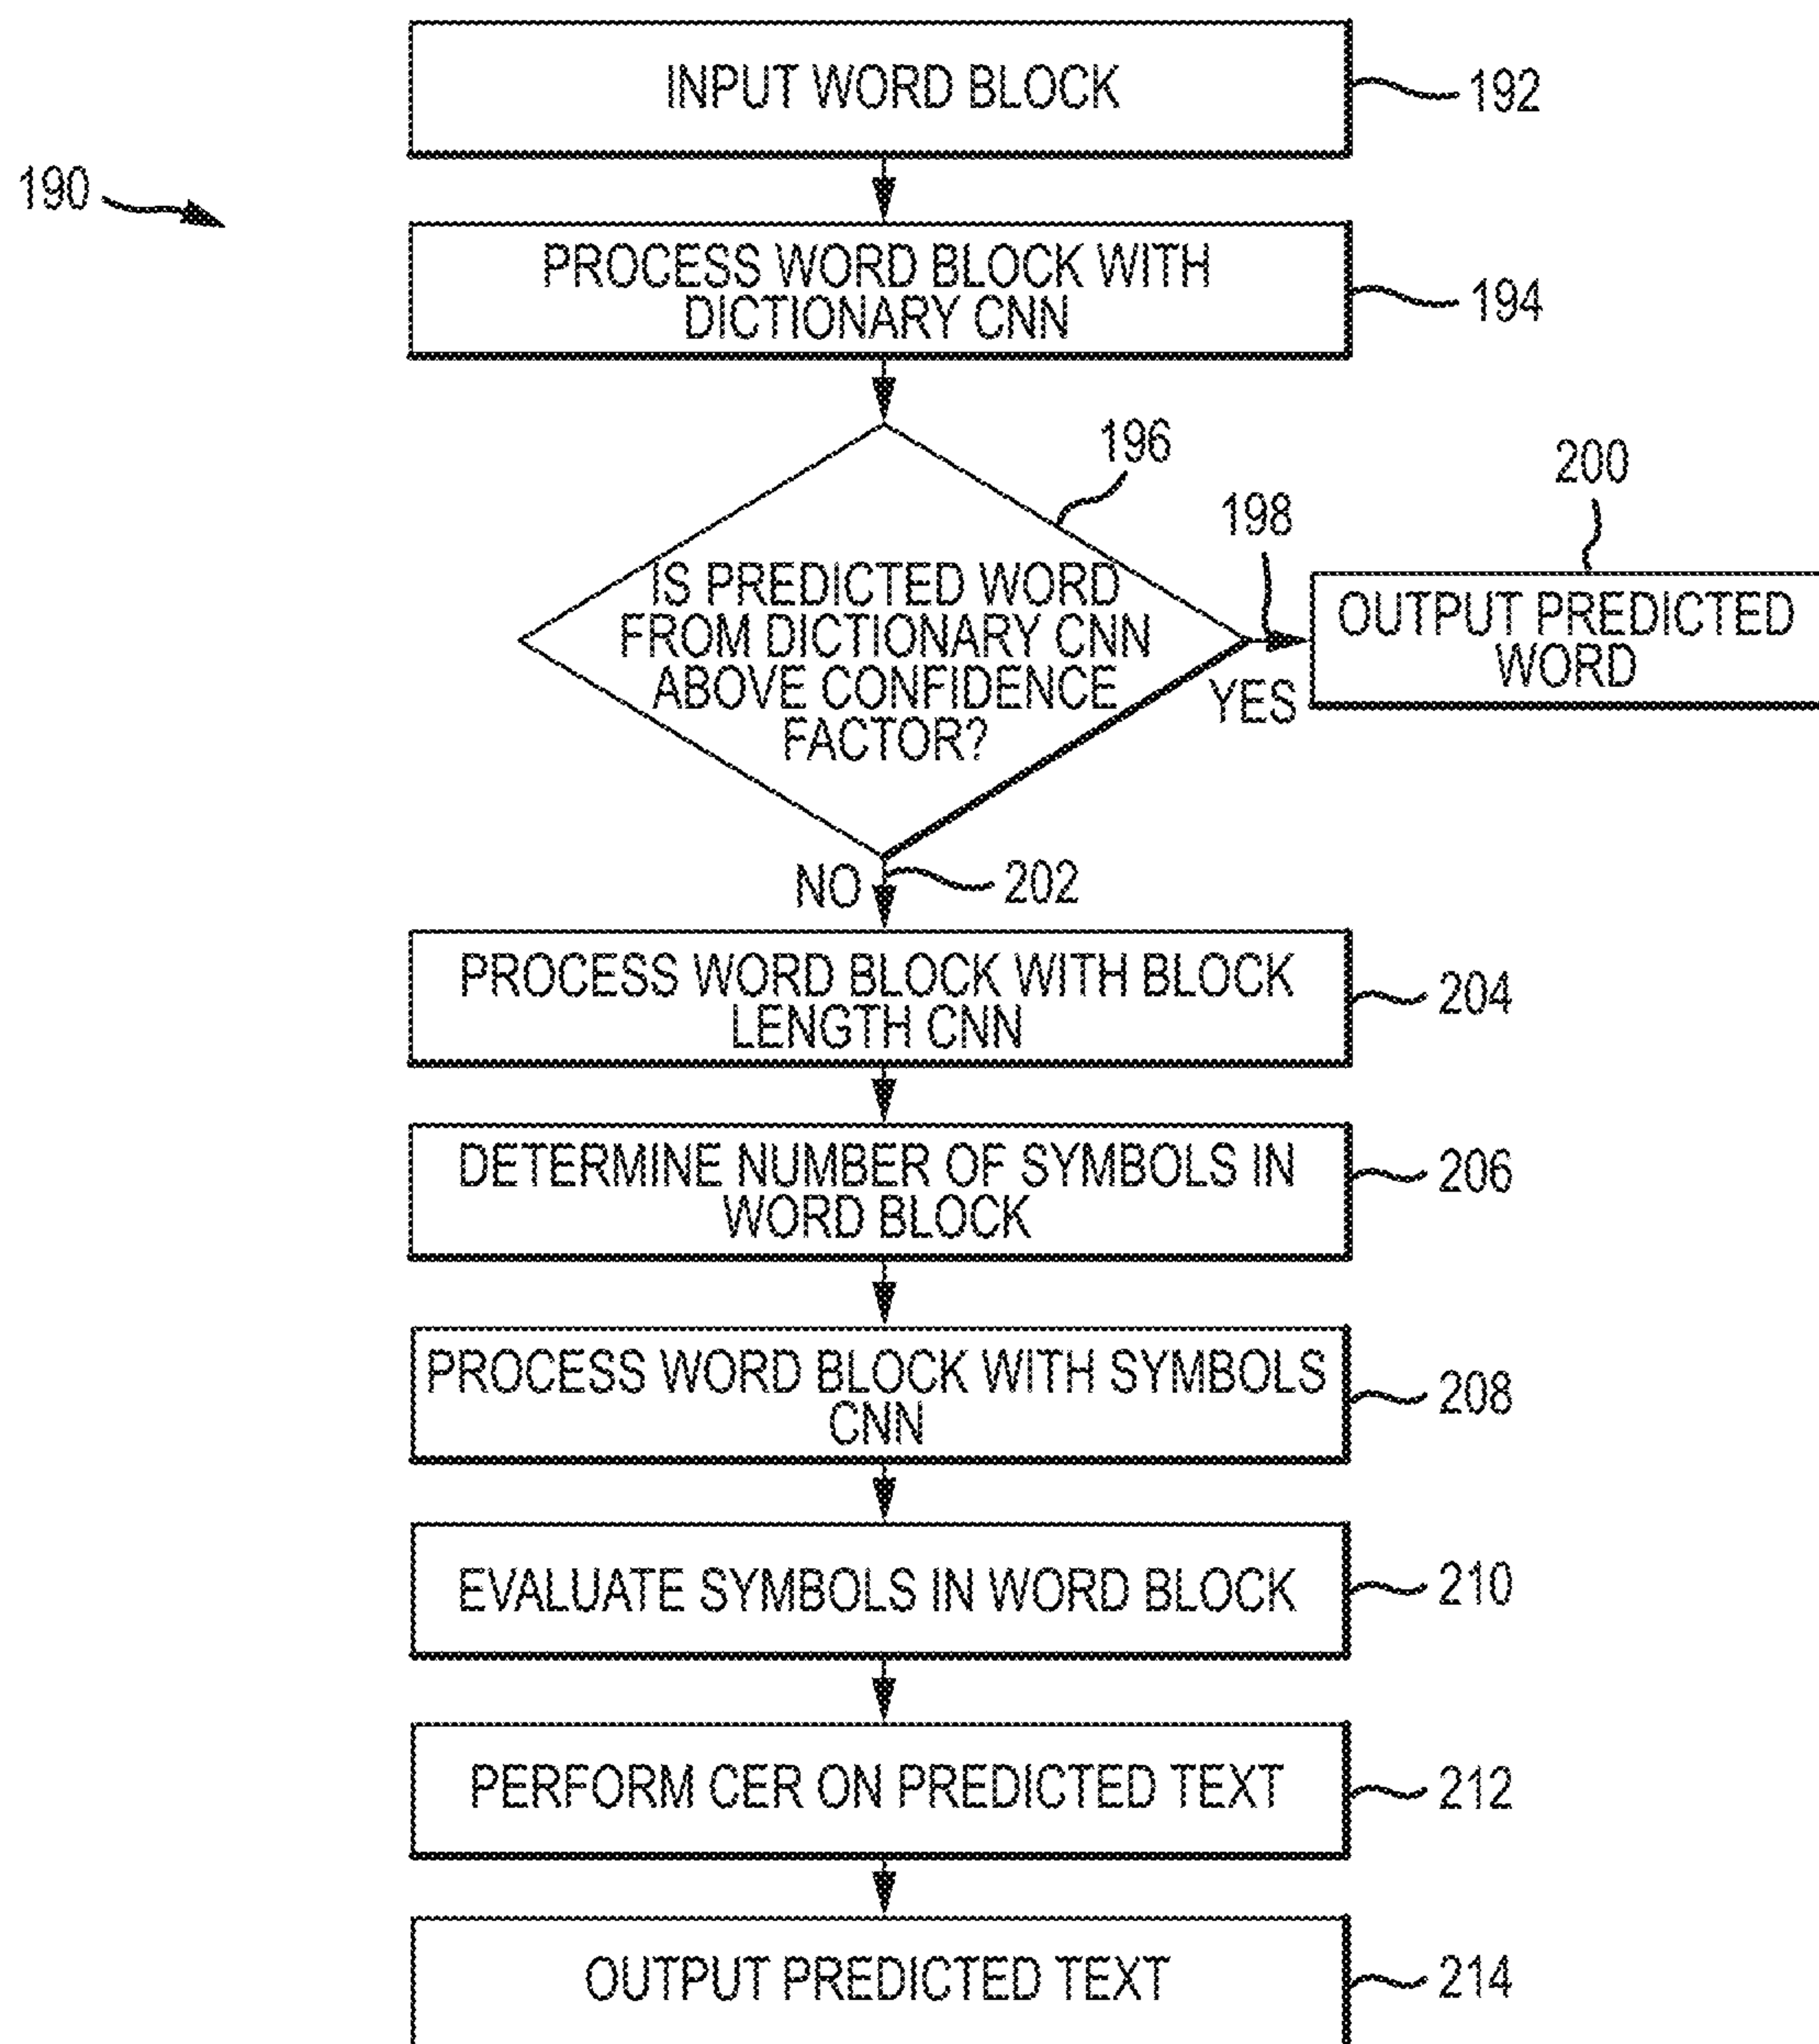 INPUT WORD BLOCK
192
190
PROCESS WORD BLOCK WITH
DICTIONARY CNN
194
196
198
200
IS PREDICTED WORD
FROM DICTIONARY CNN
ABOVE CONFIDENCE
FACTOR?
YES
OUTPUT PREDICTED
WORD
NO
202
PROCESS WORD BLOCK WITH BLOCK
LENGTH CNN
204
DETERMINE NUMBER OF SYMBOLS IN
WORD BLOCK
206
PROCESS WORD BLOCK WITH SYMBOLS
CNN
208
EVALUATE SYMBOLS IN WORD BLOCK
210
PERFORM CER ON PREDICTED TEXT
212
OUTPUT PREDICTED TEXT
214